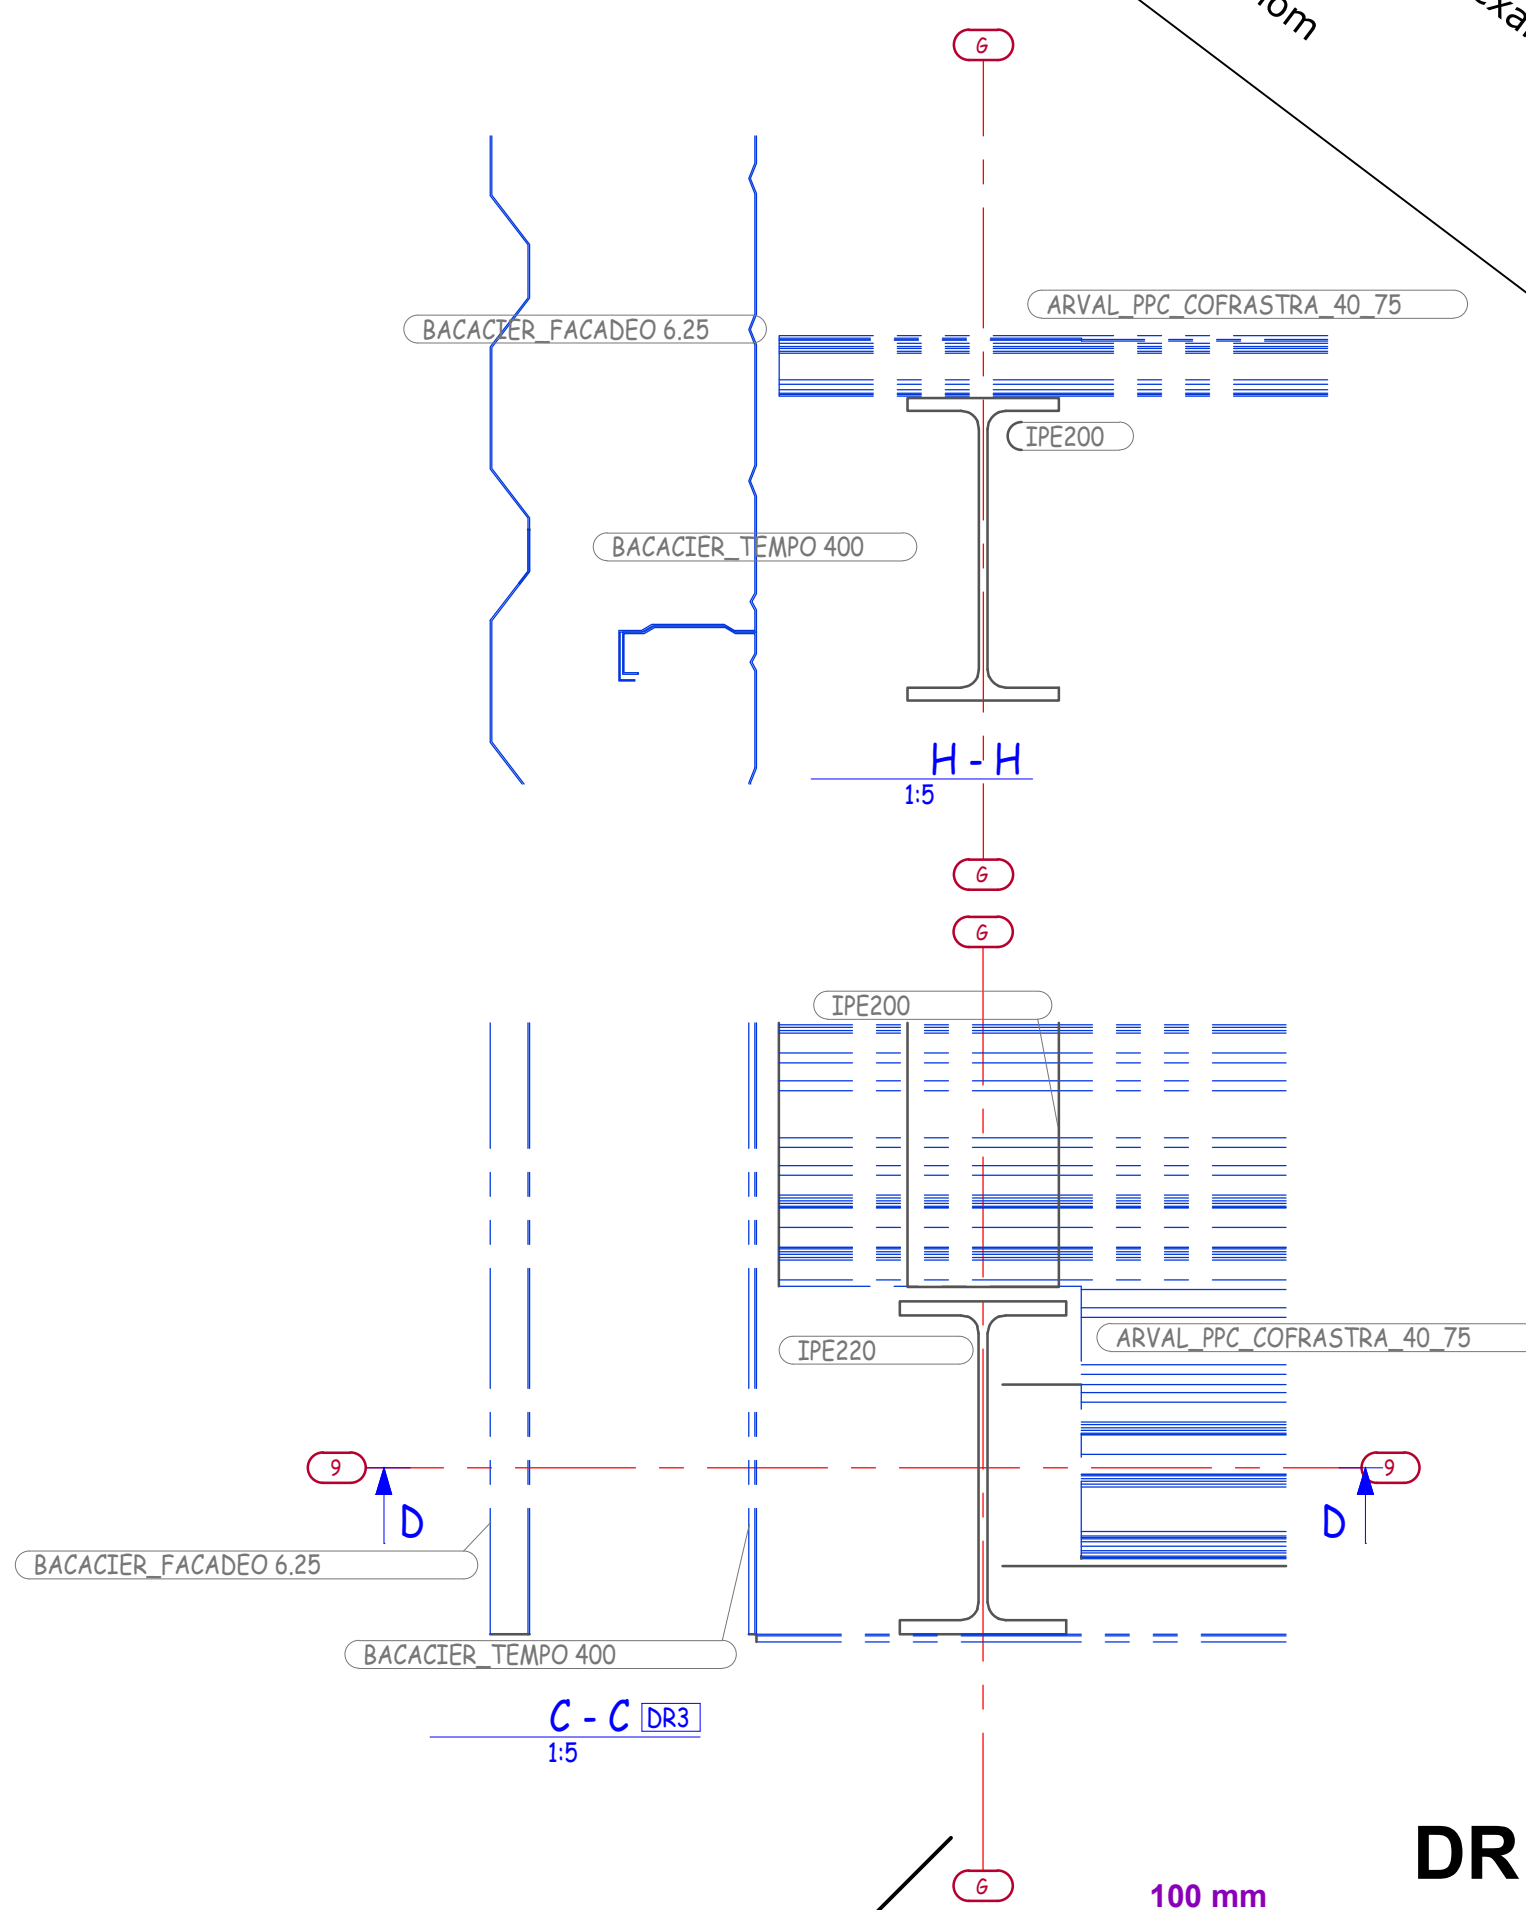 G
BACACIER_FACADEO 6.25
ARVAL_PPC_COFRASTRA_40_75
IPE200
BACACIER_TEMPO 400
H - H
1:5
G
G
IPE200
IPE220
ARVAL_PPC_COFRASTRA_40_75
9
9
D
D
BACACIER_FACADEO 6.25
BACACIER_TEMPO 400
C - C DR3
1:5
DR
G
100 mm